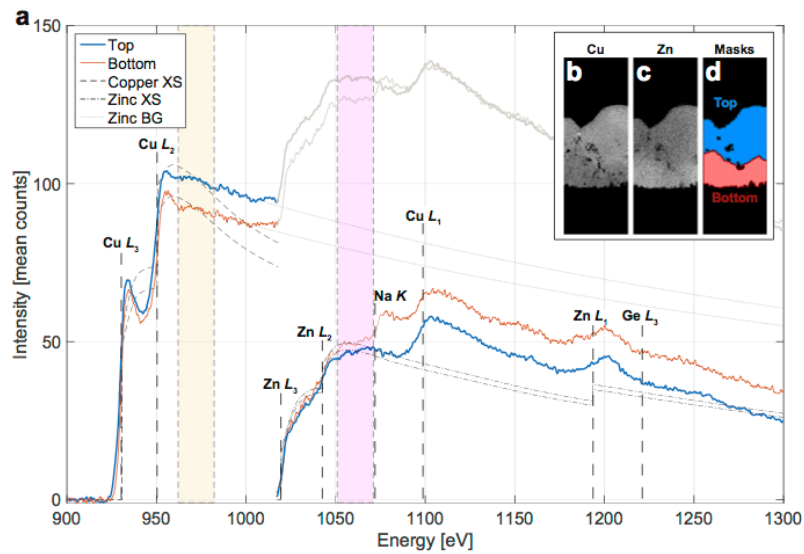 a
150
100
50
0
Intensity [mean counts]
Top
Bottom
Copper XS
Zinc XS
Zinc BG
Cu L₂
Cu L₃
Zn L₃
Zn L₂
Na K
Cu L₁
Zn L₁
Ge L₃
Cu Zn Masks
b c d
Top
Bottom
900 950 1000 1050 1100 1150 1200 1250 1300
Energy [eV]